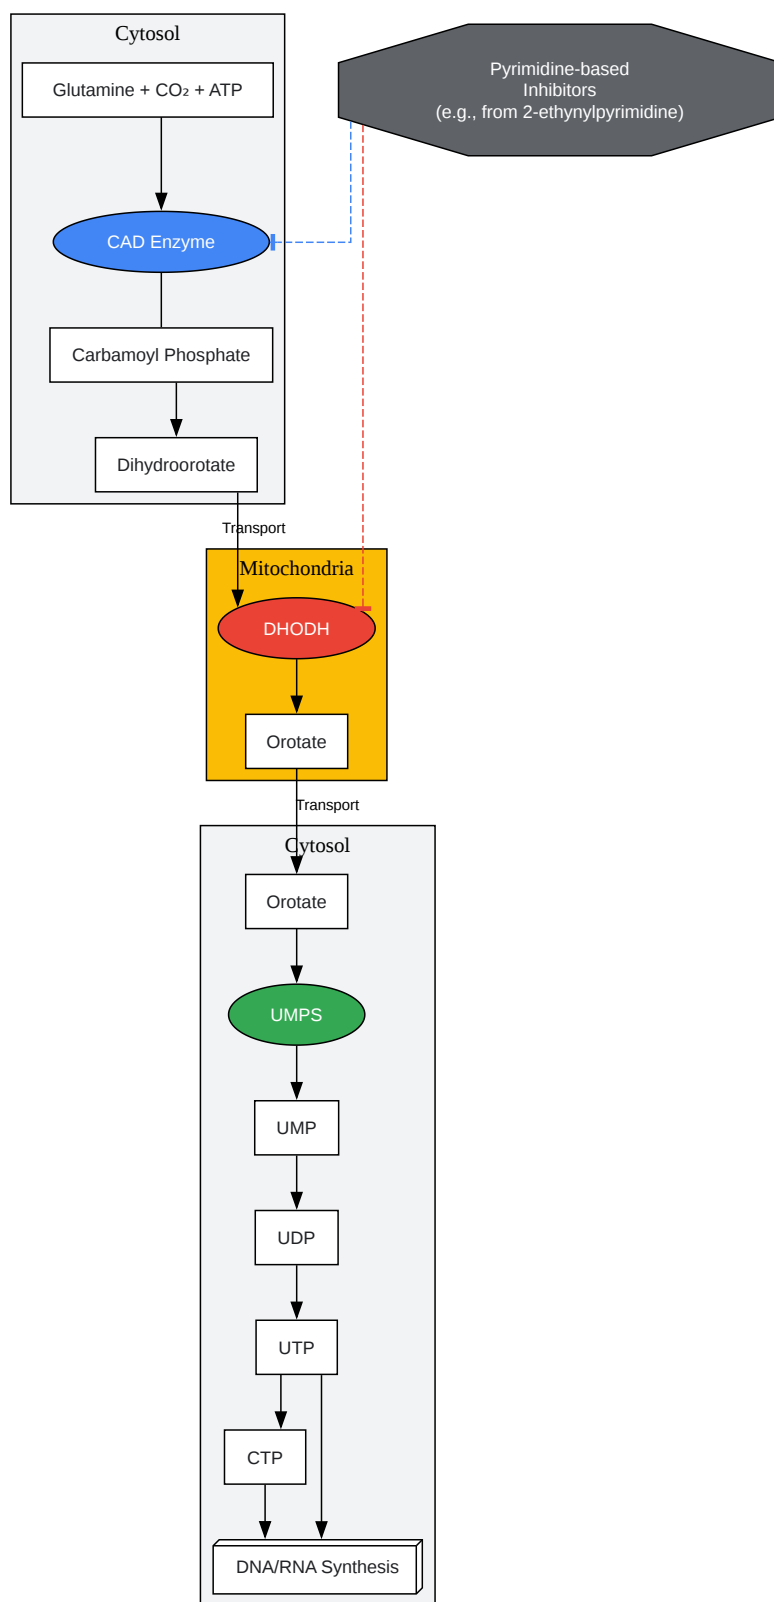 Cytosol
Glutamine + CO₂ + ATP
Pyrimidine-based
Inhibitors
(e.g., from 2-ethynylpyrimidine)
CAD Enzyme
Carbamoyl Phosphate
Dihydroorotate
Transport
Mitochondria
DHODH
Orotate
Transport
Cytosol
Orotate
UMPS
UMP
UDP
UTP
CTP
DNA/RNA Synthesis